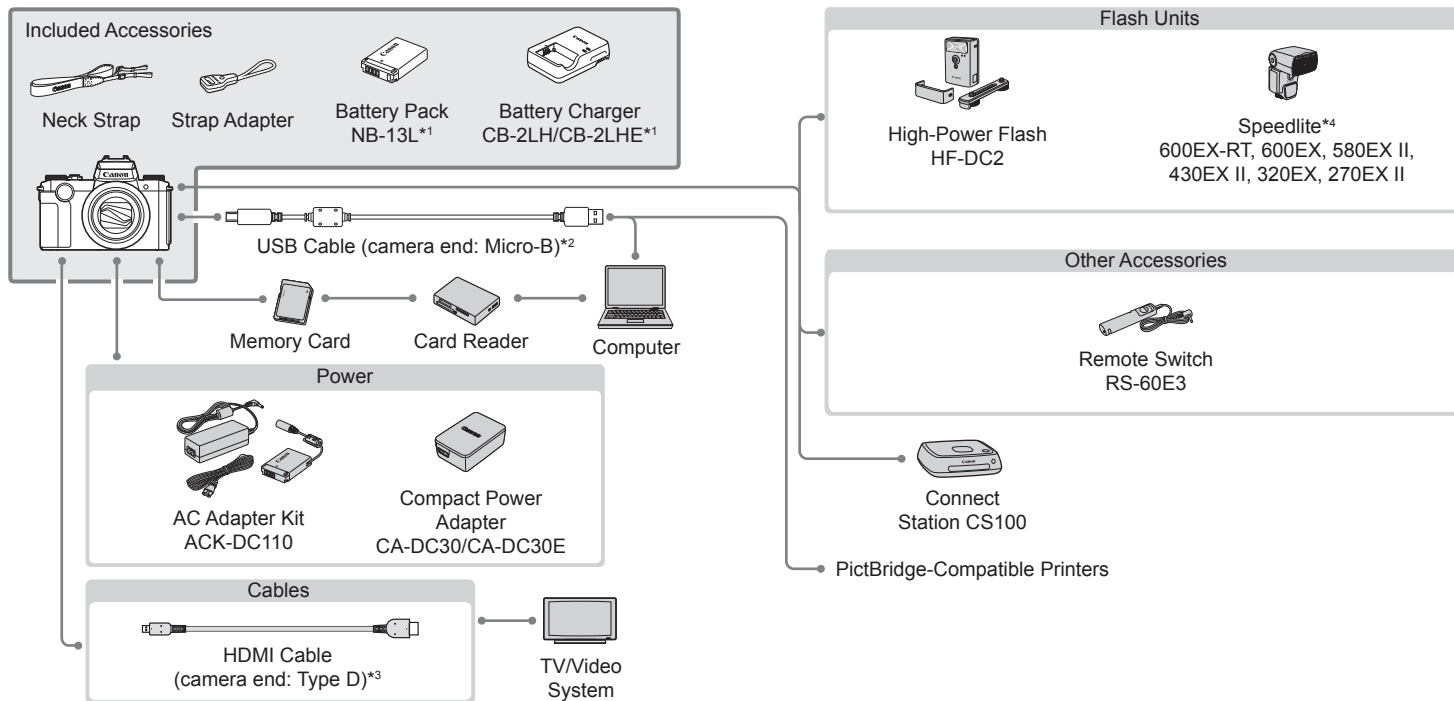 Included Accessories
Neck Strap
Strap Adapter
Battery Pack
NB-13L*1
Battery Charger
CB-2LH/CB-2LHE*1
Canon
USB Cable (camera end: Micro-B)*2
Memory Card
Card Reader
Computer
Power
AC Adapter Kit
ACK-DC110
Compact Power
Adapter
CA-DC30/CA-DC30E
Cables
HDMI Cable
(camera end: Type D)*3
TV/Video
System
Flash Units
High-Power Flash
HF-DC2
Speedlite*4
600EX-RT, 600EX, 580EX II,
430EX II, 320EX, 270EX II
Other Accessories
Remote Switch
RS-60E3
Connect
Station CS100
PictBridge-Compatible Printers